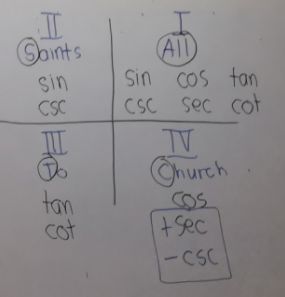 II
Saints
sin
csc
I
All
sin cos tan
csc sec cot
III
To
tan
cot
IV
Church
cos
+sec
-csc